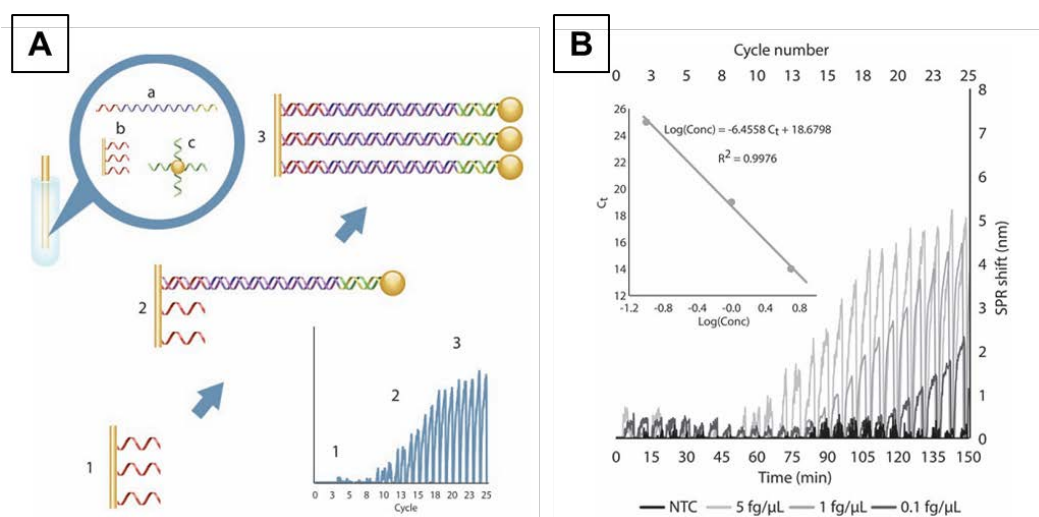 A
a
b
c
3
2
1
1
2
3
0 3 5 8 10 13 15 18 20 23 25
Cycle
B
Cycle number
0 3 5 8 10 13 15 18 20 23 25
26
24
22
20
18
16
14
12
Ct
Log(Conc) = -6.4558 Ct + 18.6798
R2 = 0.9976
-1.2 -0.8 -0.4 -0.0 0.4 0.8
Log(Conc)
8
7
6
5
4
3
2
1
0
SPR shift (nm)
0 15 30 45 60 75 90 105 120 135 150
Time (min)
NTC 5 fg/μL 1 fg/μL 0.1 fg/μL